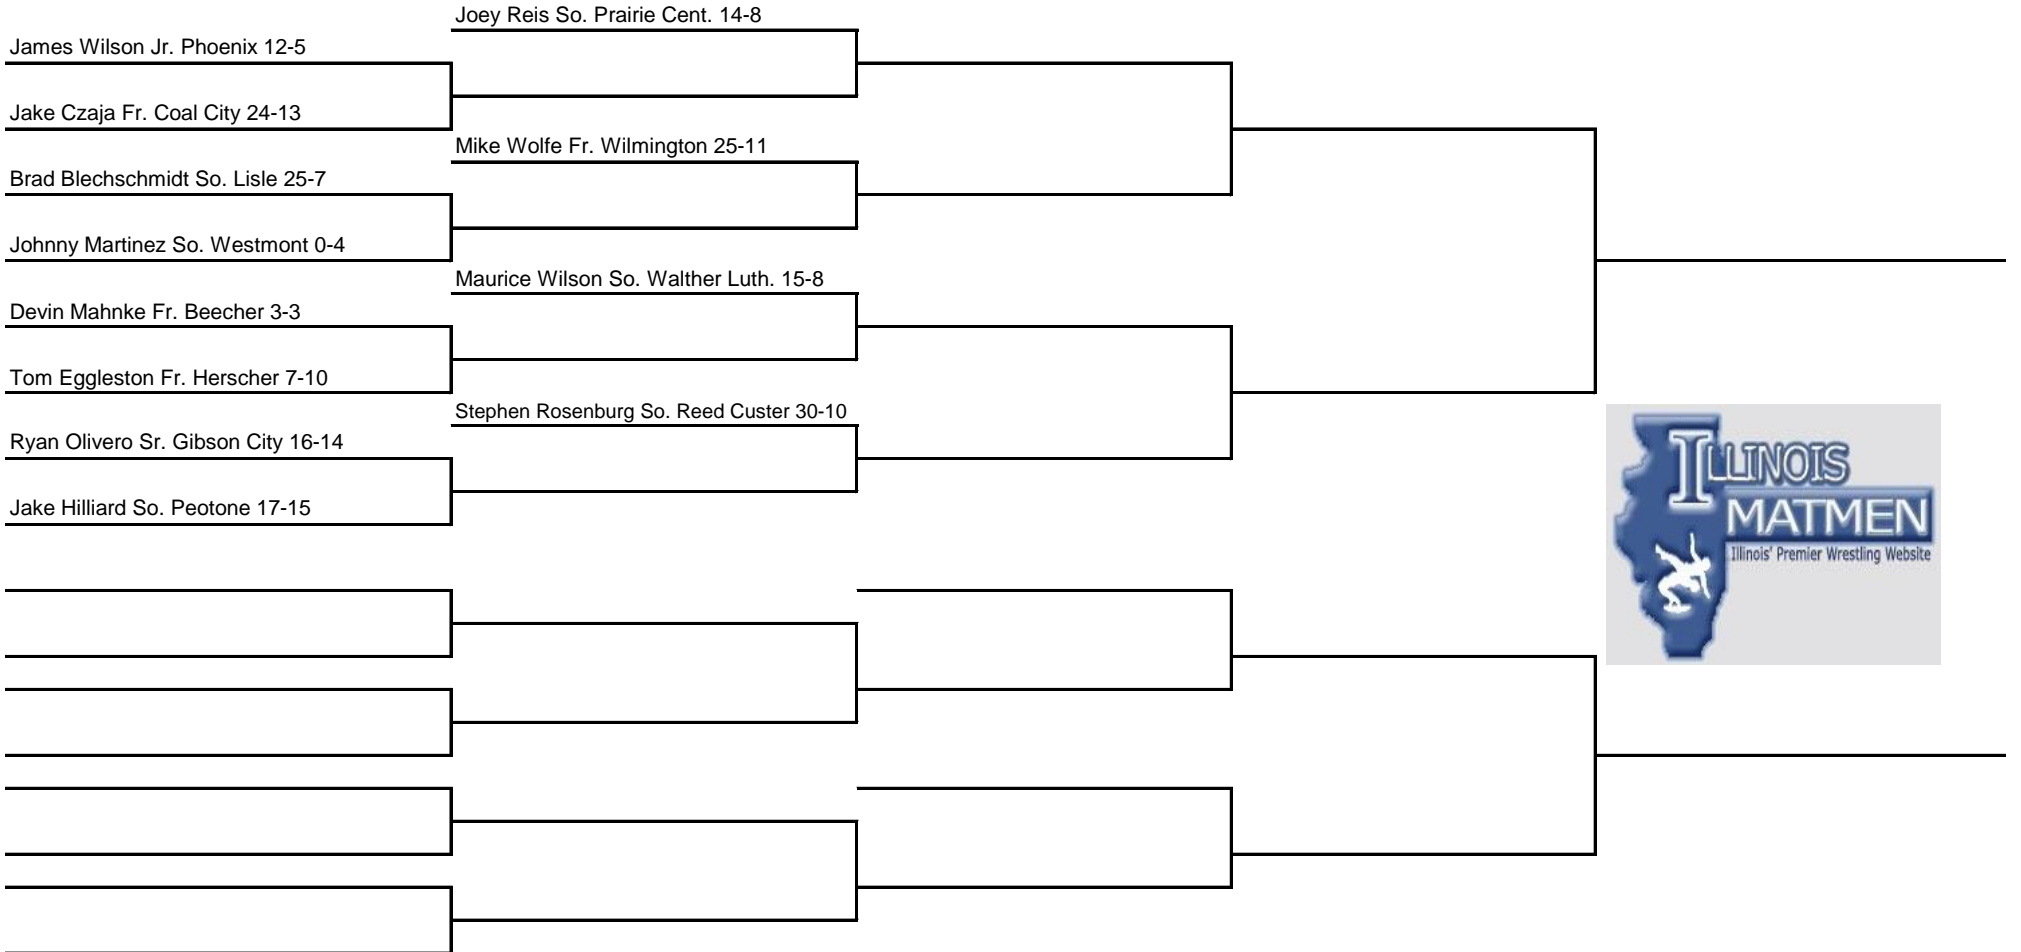 Joey Reis So. Prairie Cent. 14-8
James Wilson Jr. Phoenix 12-5
Jake Czaja Fr. Coal City 24-13
Mike Wolfe Fr. Wilmington 25-11
Brad Blechschmidt So. Lisle 25-7
Johnny Martinez So. Westmont 0-4
Maurice Wilson So. Walther Luth. 15-8
Devin Mahnke Fr. Beecher 3-3
Tom Eggleston Fr. Herscher 7-10
Stephen Rosenburg So. Reed Custer 30-10
Ryan Olivero Sr. Gibson City 16-14
Jake Hilliard So. Peotone 17-15
ILLINOIS
MATMEN
Illinois' Premier Wrestling Website